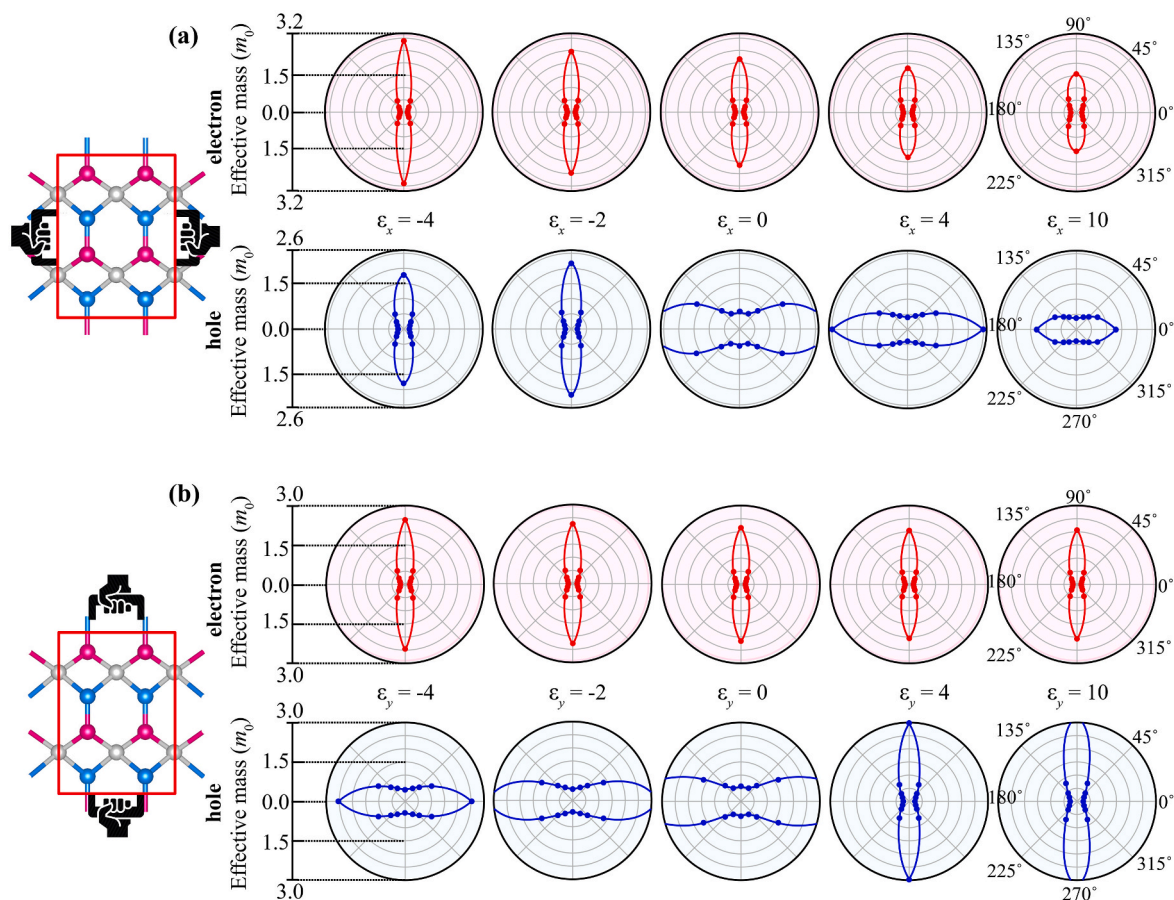 (a)
electron
Effective mass (m0)
3.2
1.5
0.0
1.5
3.2
90°
135°
45°
180°
0°
225°
315°
εx = -4
εx = -2
εx = 0
εx = 4
εx = 10
hole
Effective mass (m0)
2.6
1.5
0.0
1.5
2.6
135°
45°
180°
0°
225°
315°
270°
(b)
electron
Effective mass (m0)
3.0
1.5
0.0
1.5
3.0
90°
135°
45°
180°
0°
225°
315°
εy = -4
εy = -2
εy = 0
εy = 4
εy = 10
hole
Effective mass (m0)
3.0
1.5
0.0
1.5
3.0
135°
45°
180°
0°
225°
315°
270°